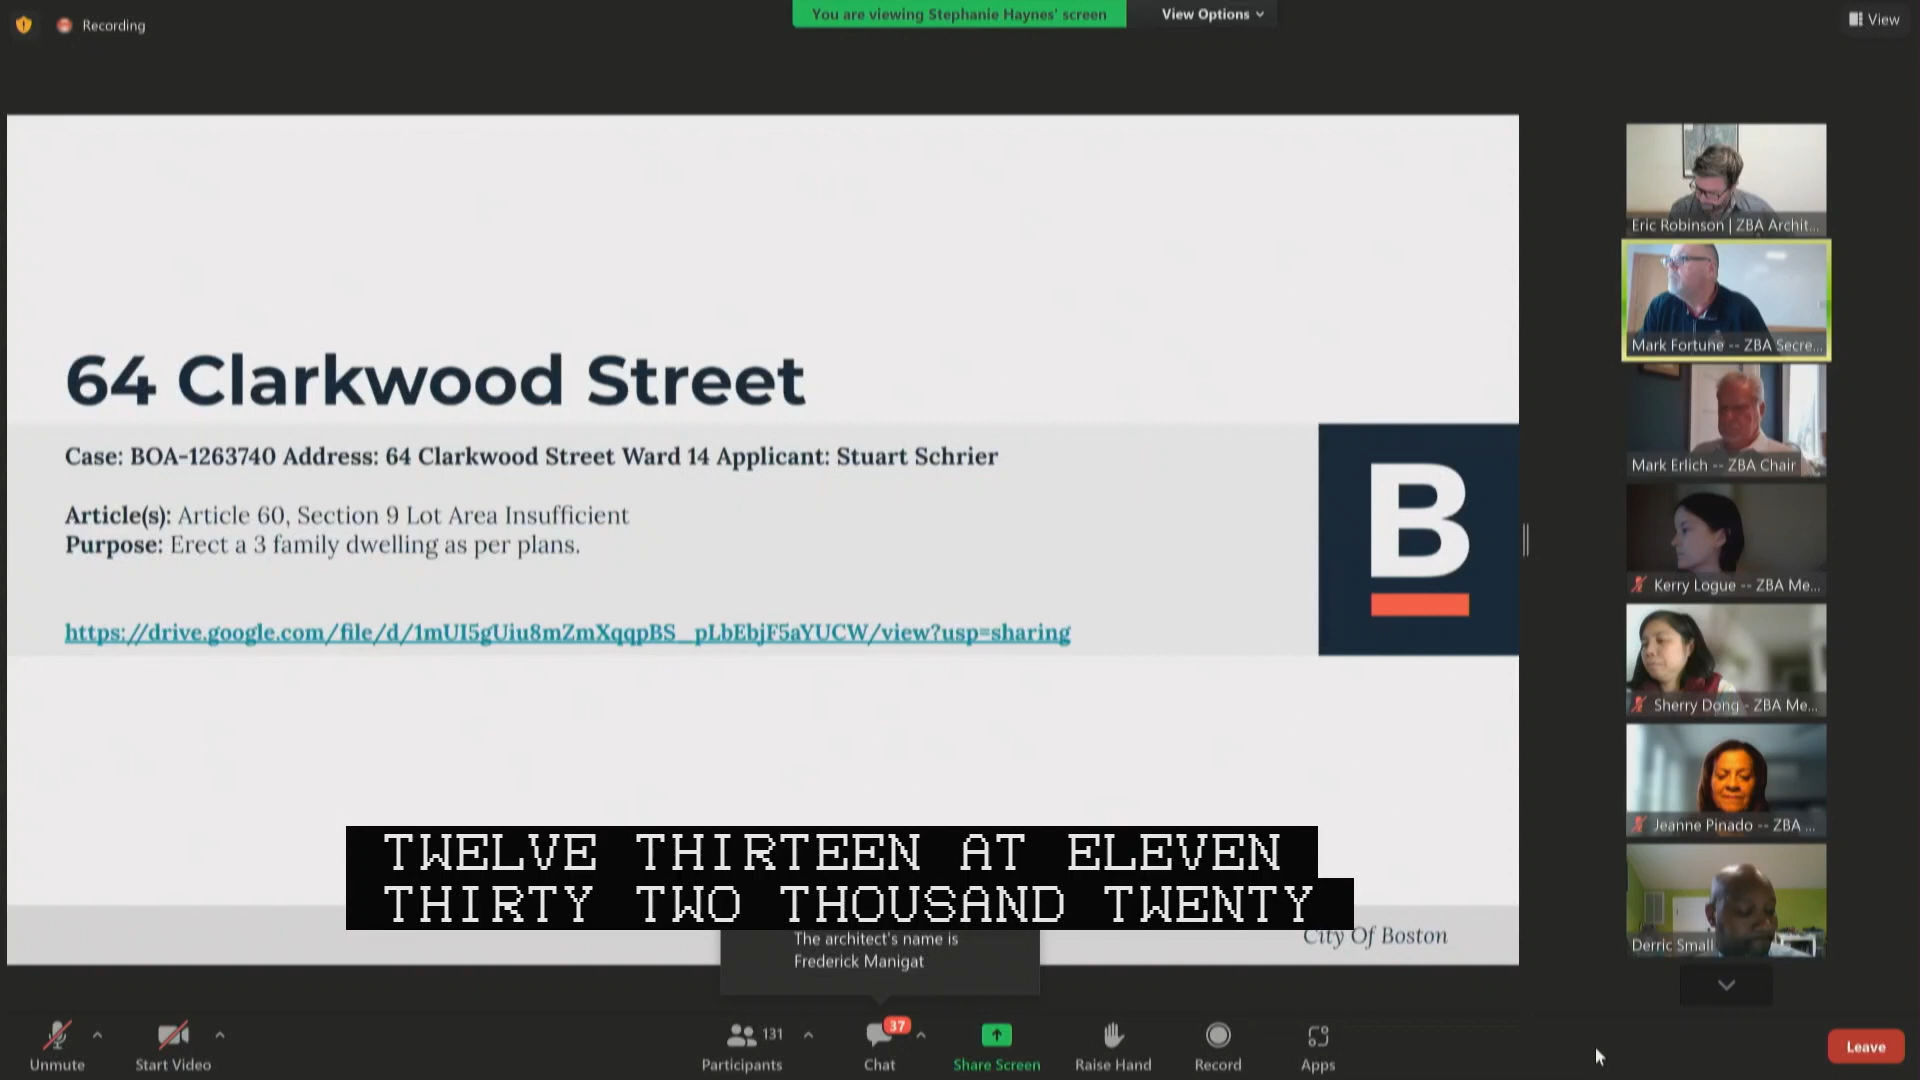 Recording
You are viewing Stephanie Haynes' screen
View Options
View
64 Clarkwood Street
Case: BOA-1263740 Address: 64 Clarkwood Street Ward 14 Applicant: Stuart Schrier
Article(s): Article 60, Section 9 Lot Area Insufficient
Purpose: Erect a 3 family dwelling as per plans.
https://drive.google.com/file/d/1mUI5gUiu8mZmXqqpBS_pLbEbjF5aYUCW/view?usp=sharing
B
TWELVE THIRTEEN AT ELEVEN
THIRTY TWO THOUSAND TWENTY
City Of Boston
The architect's name is
Frederick Manigat
Eric Robinson | ZBA Archit...
Mark Fortune -- ZBA Secre...
Mark Erlich -- ZBA Chair
Kerry Logue -- ZBA Me...
Sherry Dong - ZBA Me...
Jeanne Pinado -- ZBA ...
Derric Small
Unmute
Start Video
131
Participants
37
Chat
Share Screen
Raise Hand
Record
Apps
Leave